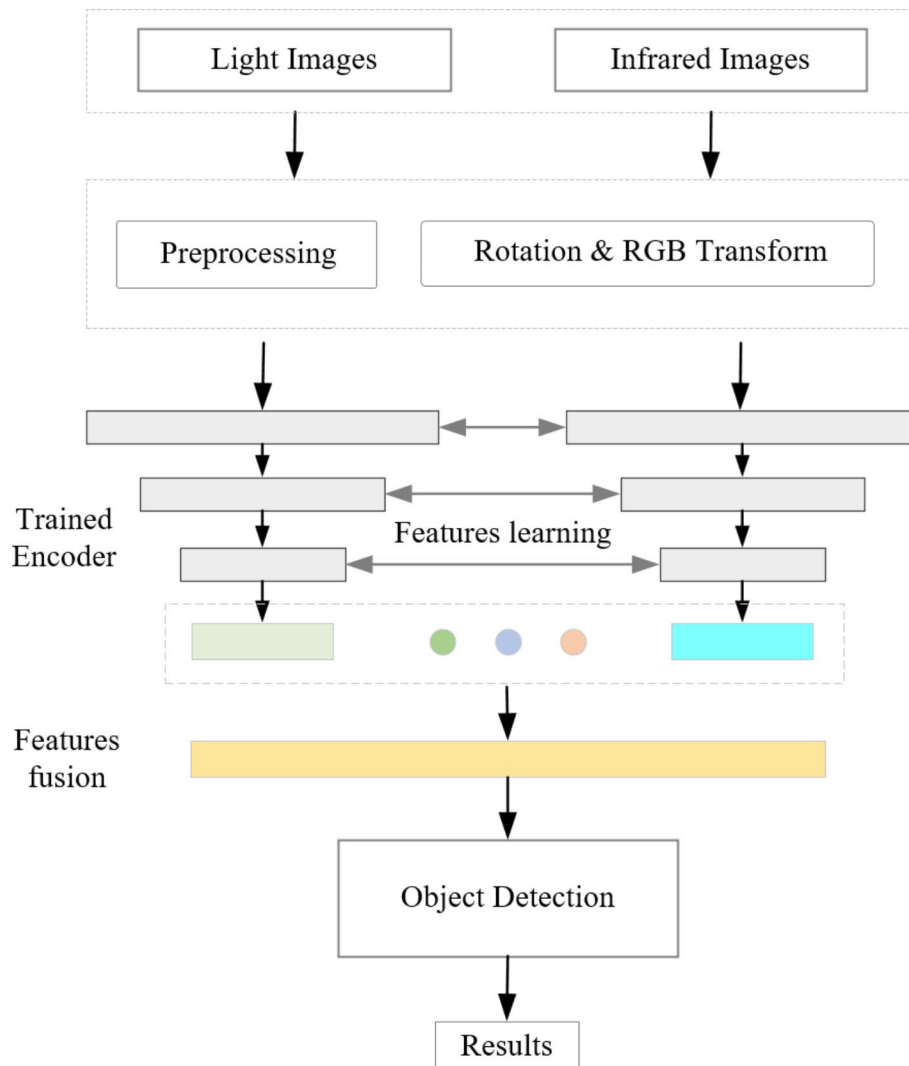 Light Images
Infrared Images
Preprocessing
Rotation & RGB Transform
Trained
Encoder
Features learning
Features
fusion
Object Detection
Results